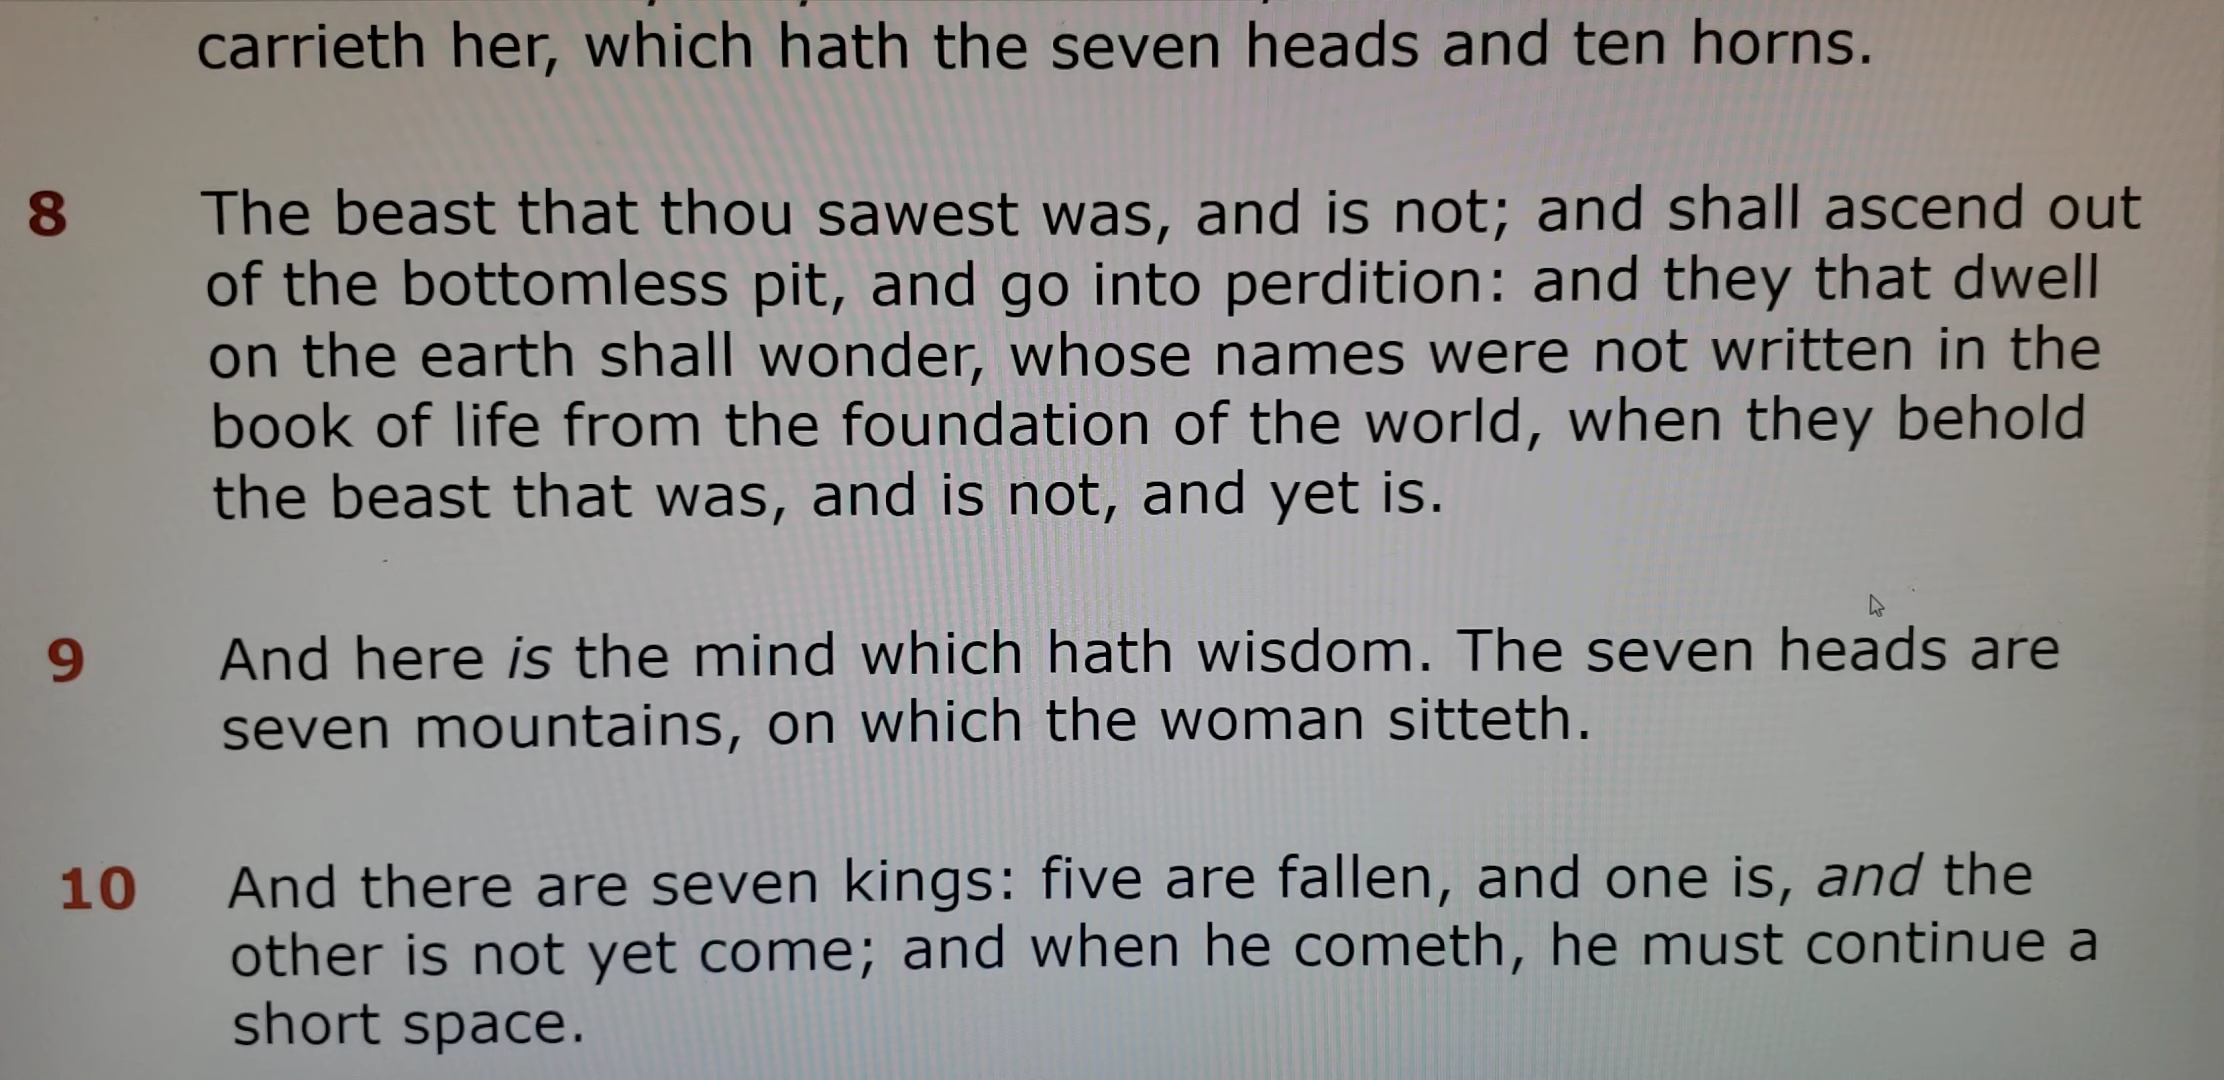 carrieth her, which hath the seven heads and ten horns.
8 The beast that thou sawest was, and is not; and shall ascend out
of the bottomless pit, and go into perdition: and they that dwell
on the earth shall wonder, whose names were not written in the
book of life from the foundation of the world, when they behold
the beast that was, and is not, and yet is.
9 And here is the mind which hath wisdom. The seven heads are
seven mountains, on which the woman sitteth.
10 And there are seven kings: five are fallen, and one is, and the
other is not yet come; and when he cometh, he must continue a
short space.